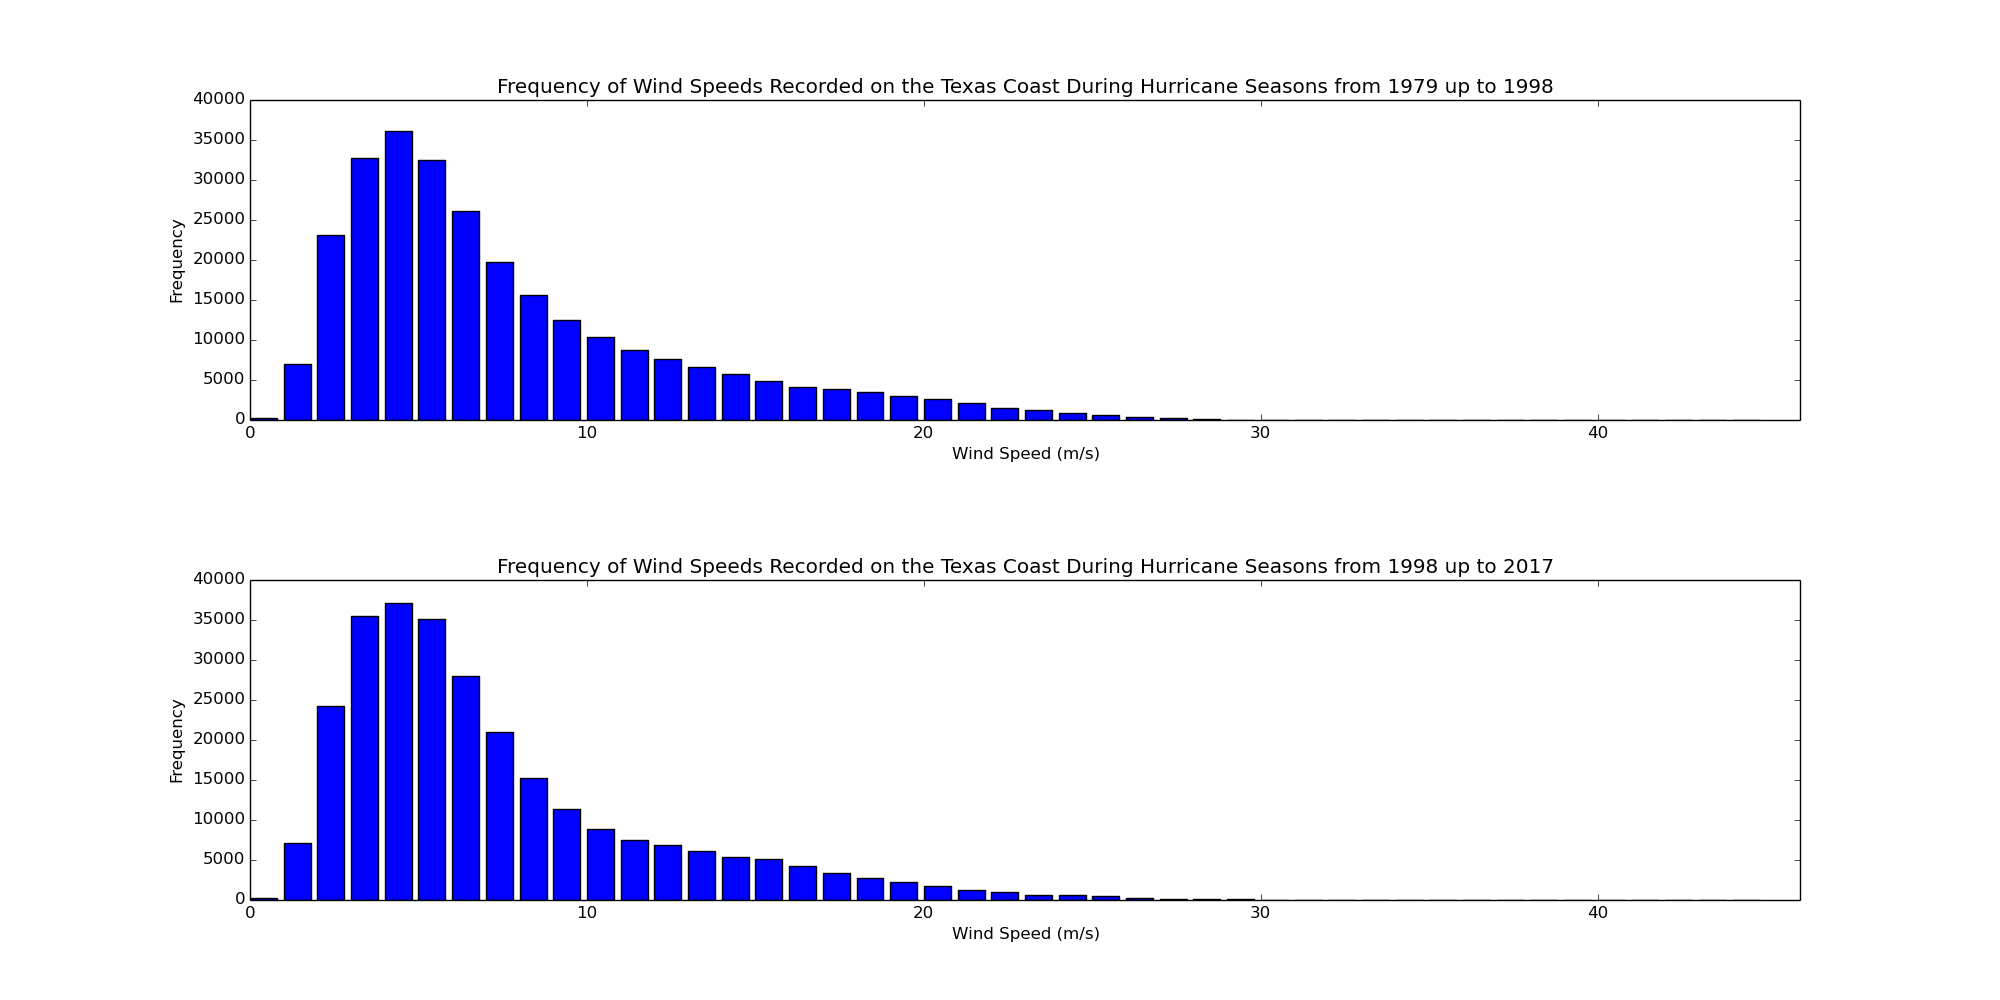 Frequency of Wind Speeds Recorded on the Texas Coast During Hurricane Seasons from 1979 up to 1998
40000
35000
30000
25000
20000
15000
10000
5000
0
Frequency
0 10 20 30 40
Wind Speed (m/s)
Frequency of Wind Speeds Recorded on the Texas Coast During Hurricane Seasons from 1998 up to 2017
40000
35000
30000
25000
20000
15000
10000
5000
0
Frequency
0 10 20 30 40
Wind Speed (m/s)